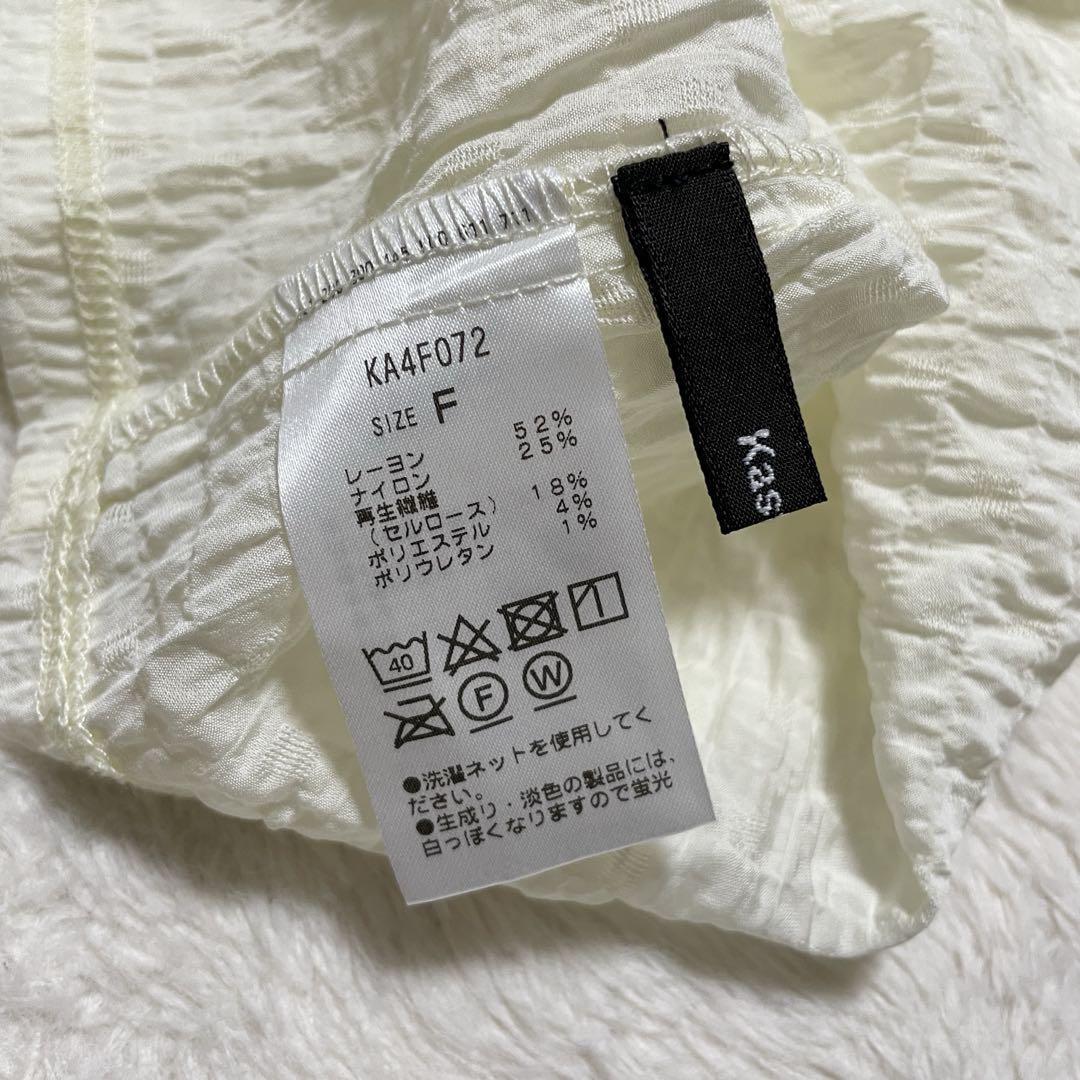 KA4F072
SIZE F
レーヨン 52%
ナイロン 25%
再生繊維
(セルロース) 18%
ポリエステル 4%
ポリウレタン 1%
40
F W
●洗濯ネットを使用してく
ださい。
●生成り・淡色の製品には、
白っぽくなりますので蛍光
KaS